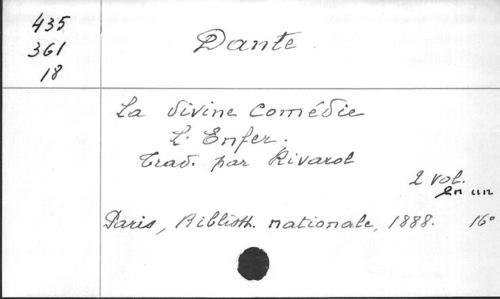 435
361
18
Dante
La divine Comédie
L'Enfer.
Trad. par Rivarol
2 vol.
en un
Paris, Biblioth. nationale, 1888. 16°